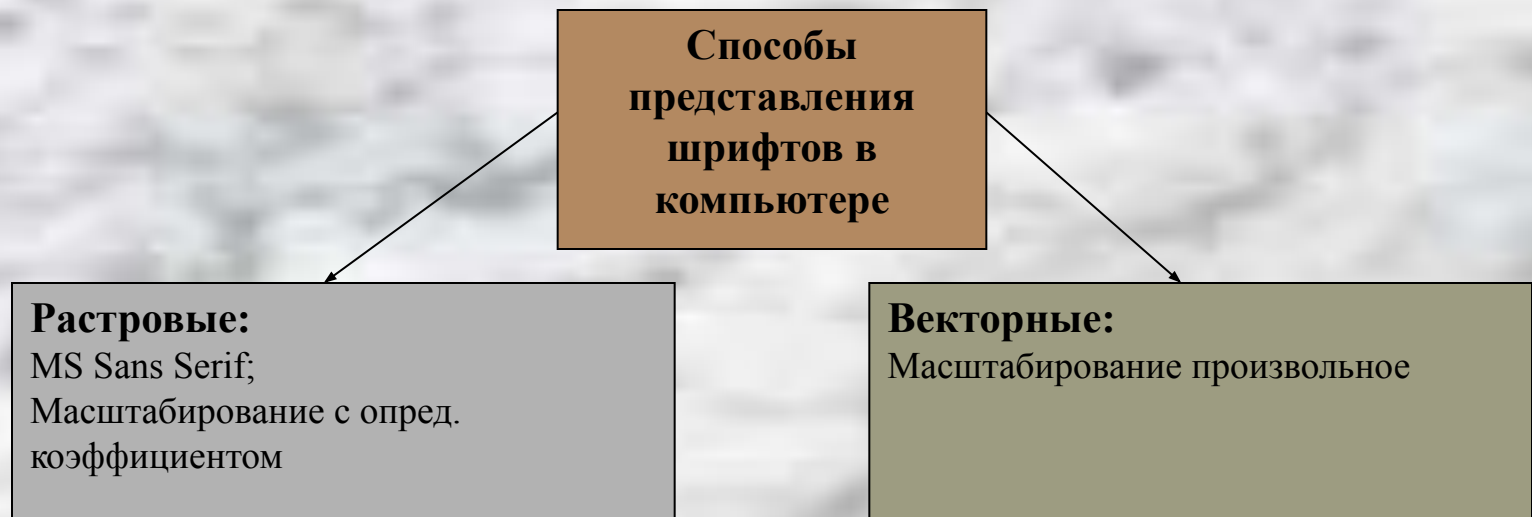 Способы
представления
шрифтов в
компьютере
Растровые:
MS Sans Serif;
Масштабирование с опред.
коэффициентом
Векторные:
Масштабирование произвольное